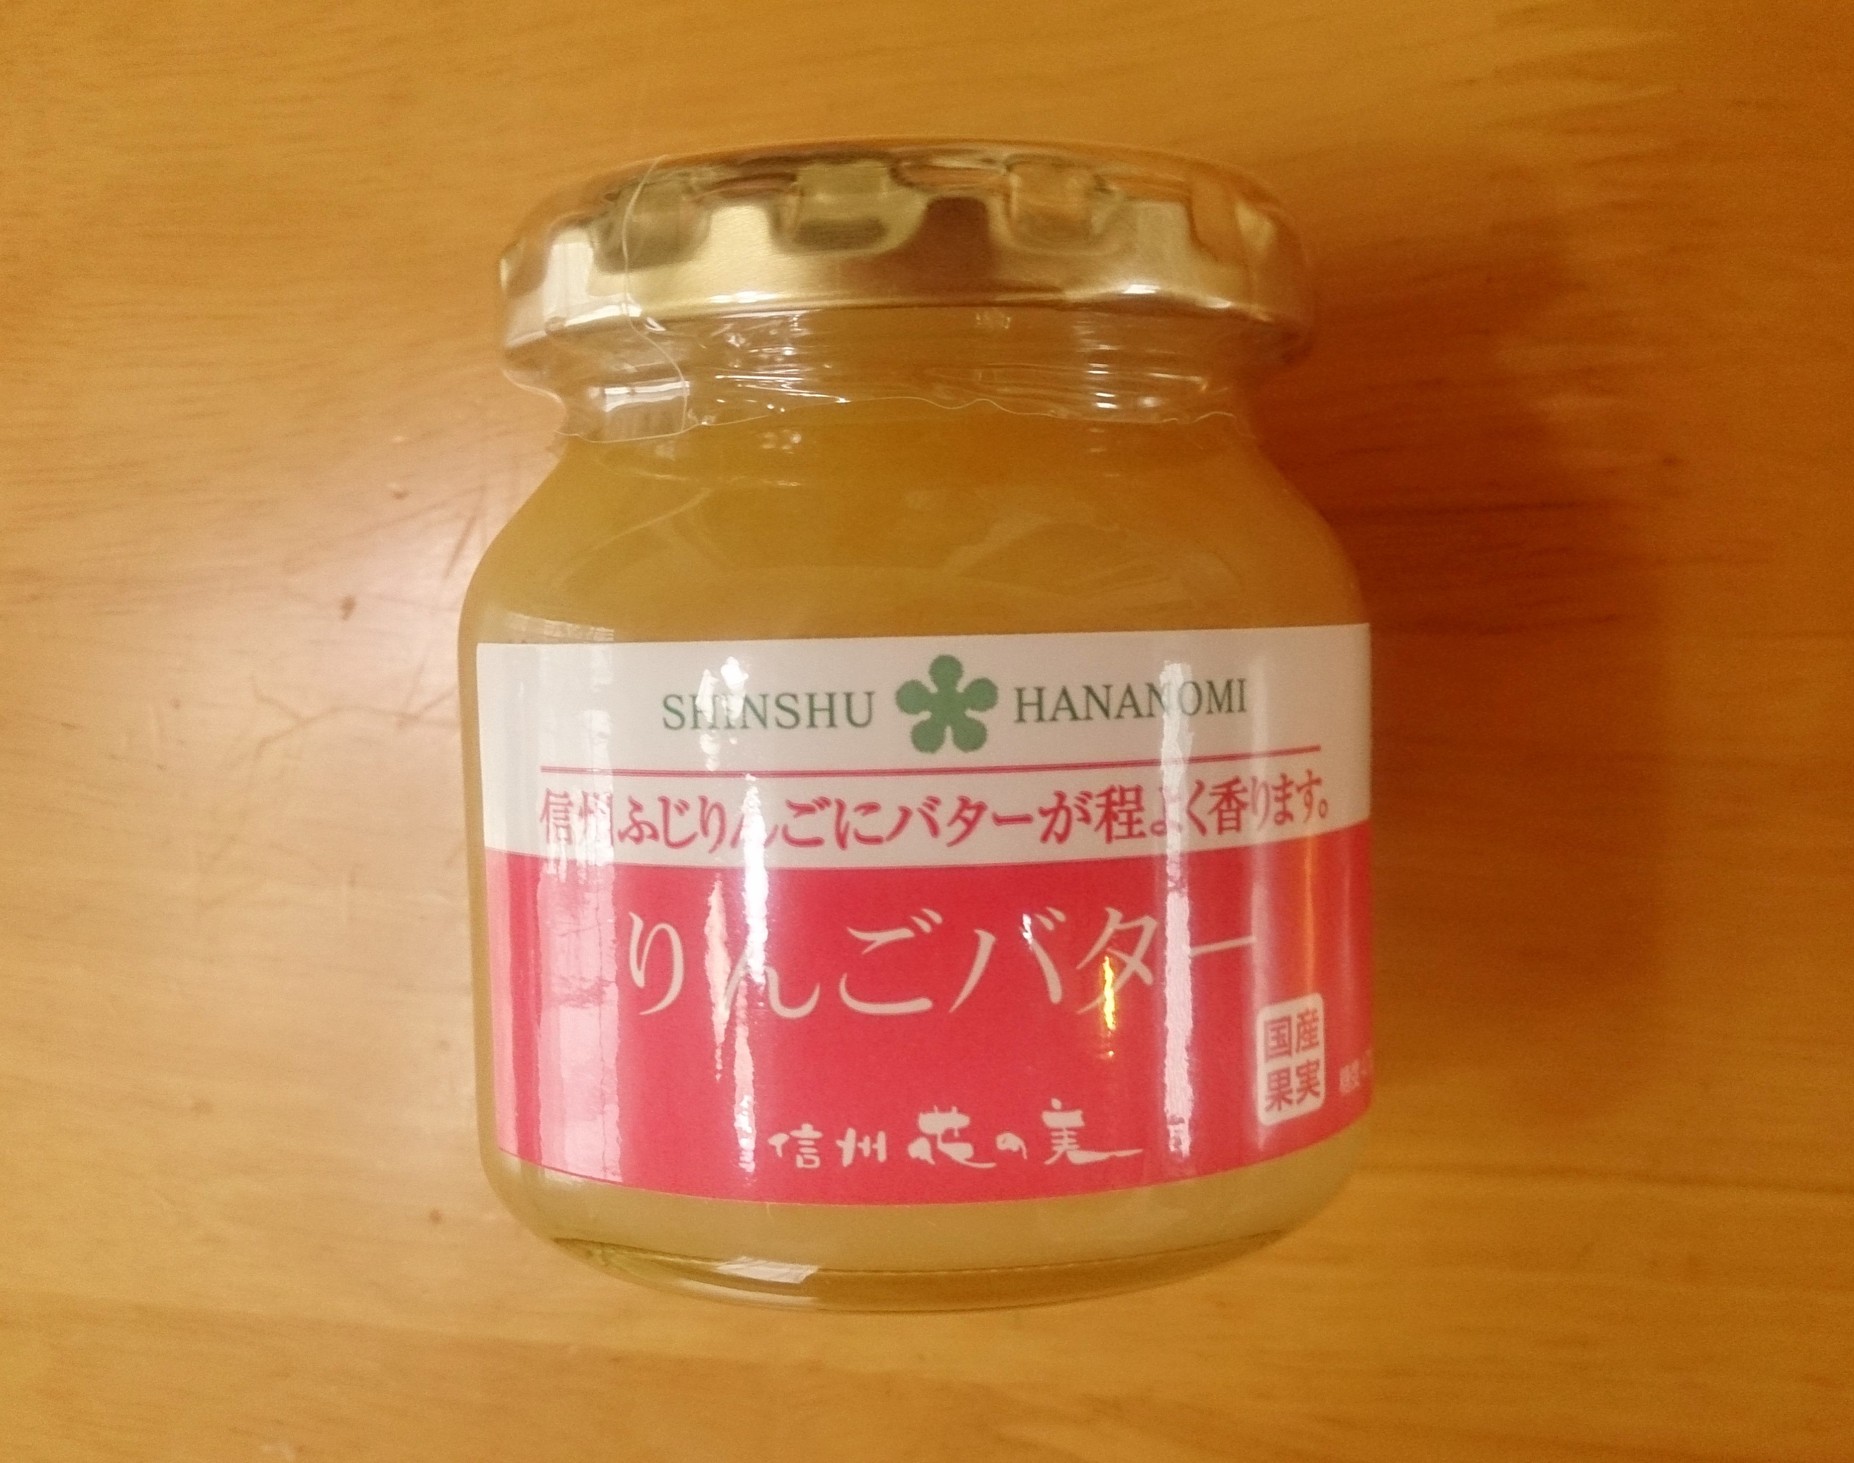 SHINSHU HANANOMI
信州ふじりんごにバターが程よく香ります。
りんごバター
国産
果実
信州 花の実